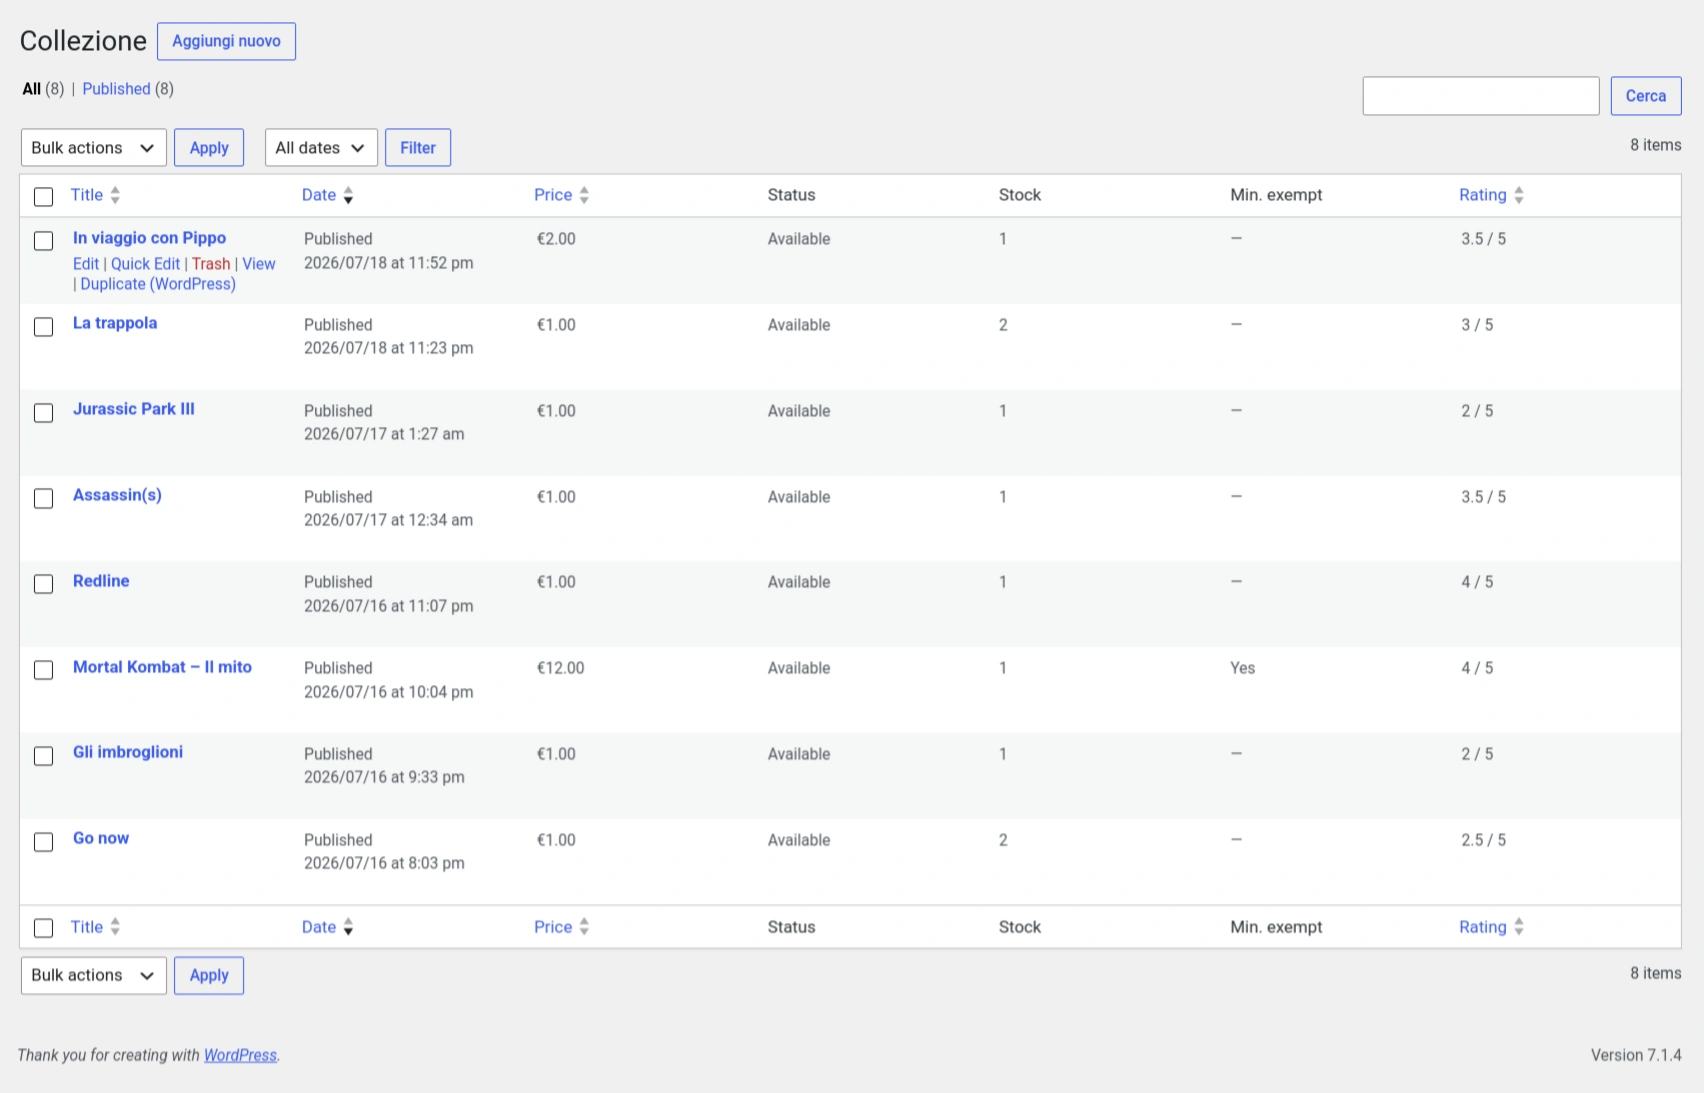 Collezione Aggiungi nuovo
All (8) | Published (8)
Cerca
Bulk actions Apply All dates Filter 8 items
Title Date Price Status Stock Min. exempt Rating
In viaggio con Pippo Published €2.00 Available 1 — 3.5 / 5
Edit | Quick Edit | Trash | View 2026/07/18 at 11:52 pm
| Duplicate (WordPress)
La trappola Published €1.00 Available 2 — 3 / 5
2026/07/18 at 11:23 pm
Jurassic Park III Published €1.00 Available 1 — 2 / 5
2026/07/17 at 1:27 am
Assassin(s) Published €1.00 Available 1 — 3.5 / 5
2026/07/17 at 12:34 am
Redline Published €1.00 Available 1 — 4 / 5
2026/07/16 at 11:07 pm
Mortal Kombat – Il mito Published €12.00 Available 1 Yes 4 / 5
2026/07/16 at 10:04 pm
Gli imbroglioni Published €1.00 Available 1 — 2 / 5
2026/07/16 at 9:33 pm
Go now Published €1.00 Available 2 — 2.5 / 5
2026/07/16 at 8:03 pm
Title Date Price Status Stock Min. exempt Rating
Bulk actions Apply 8 items
Thank you for creating with WordPress. Version 7.1.4